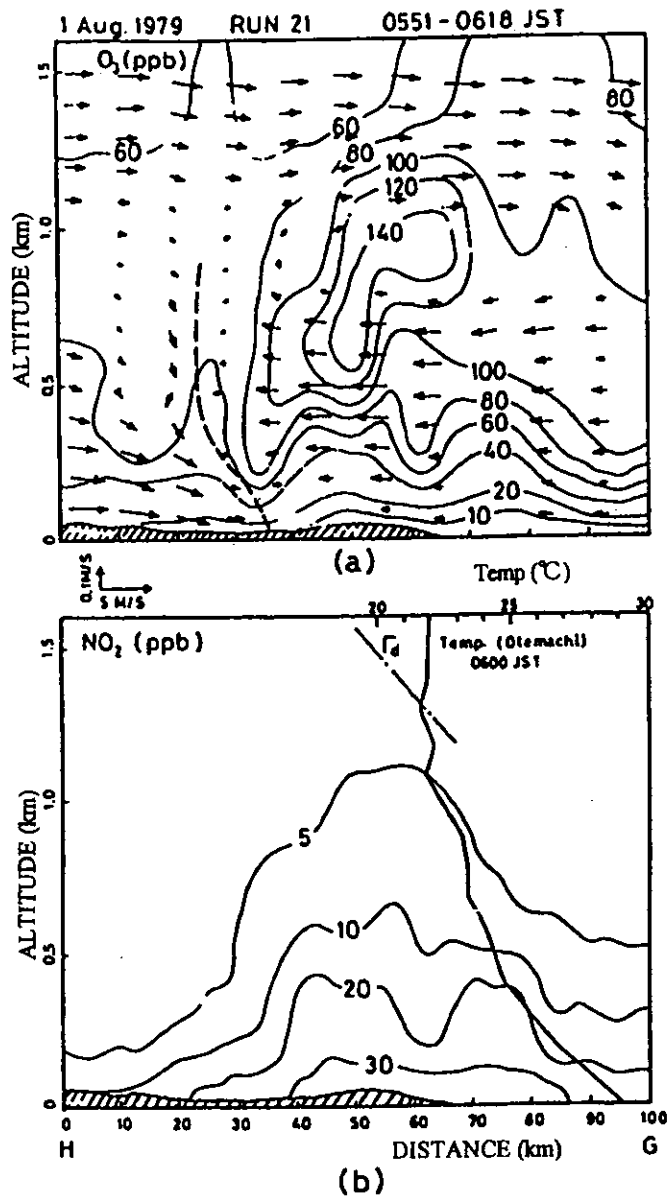 1 Aug. 1979 RUN 21 0551-0618 JST
O₃ (ppb)
1.5
60
60
80
80
100
120
1.0
140
ALTITUDE (km)
0.5
100
80
60
40
20
10
0
(a)
Temp (℃)
0.1 M/S
5 M/S
20 25 30
NO₂ (ppb)
1.5
Γd
Temp. (Otemachi)
0600 JST
1.0
5
ALTITUDE (km)
10
0.5
20
30
0
0 10 20 30 40 50 60 70 80 90 100
H DISTANCE (km) G
(b)